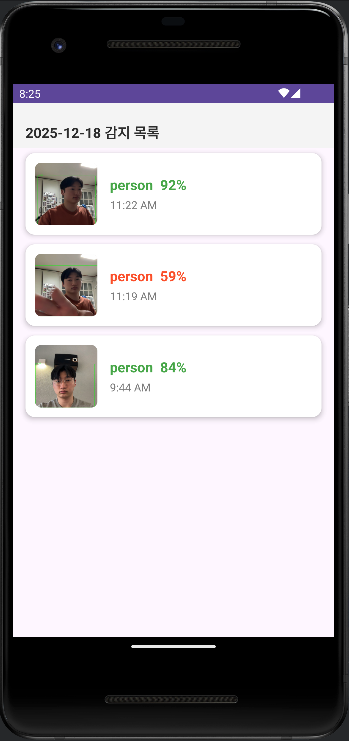 8:25
2025-12-18 감지 목록
person 92%
11:22 AM
person 59%
11:19 AM
person 84%
9:44 AM